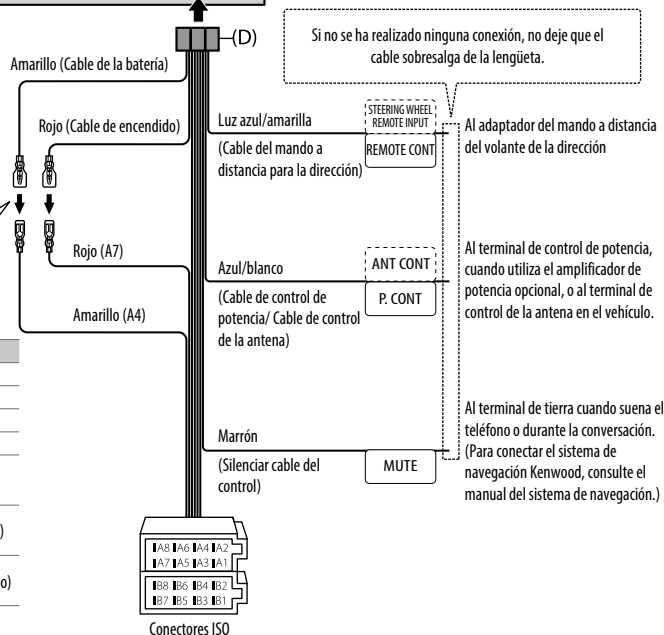 (D)
Si no se ha realizado ninguna conexión, no deje que el
cable sobresalga de la lengüeta.
Amarillo (Cable de la batería)
Rojo (Cable de encendido)
Luz azul/amarilla
(Cable del mando a
distancia para la dirección)
STEERING WHEEL
REMOTE INPUT
REMOTE CONT
Al adaptador del mando a distancia
del volante de la dirección
Rojo (A7)
Amarillo (A4)
Azul/blanco
(Cable de control de
potencia/ Cable de control
de la antena)
ANT CONT
P. CONT
Al terminal de control de potencia,
cuando utiliza el amplificador de
potencia opcional, o al terminal de
control de la antena en el vehículo.
Marrón
(Silenciar cable del
control)
MUTE
Al terminal de tierra cuando suena el
teléfono o durante la conversación.
(Para conectar el sistema de
navegación Kenwood, consulte el
manual del sistema de navegación.)
)
o)
A8 A6 A4 A2
A7 A5 A3 A1
B8 B6 B4 B2
B7 B5 B3 B1
Conectores ISO